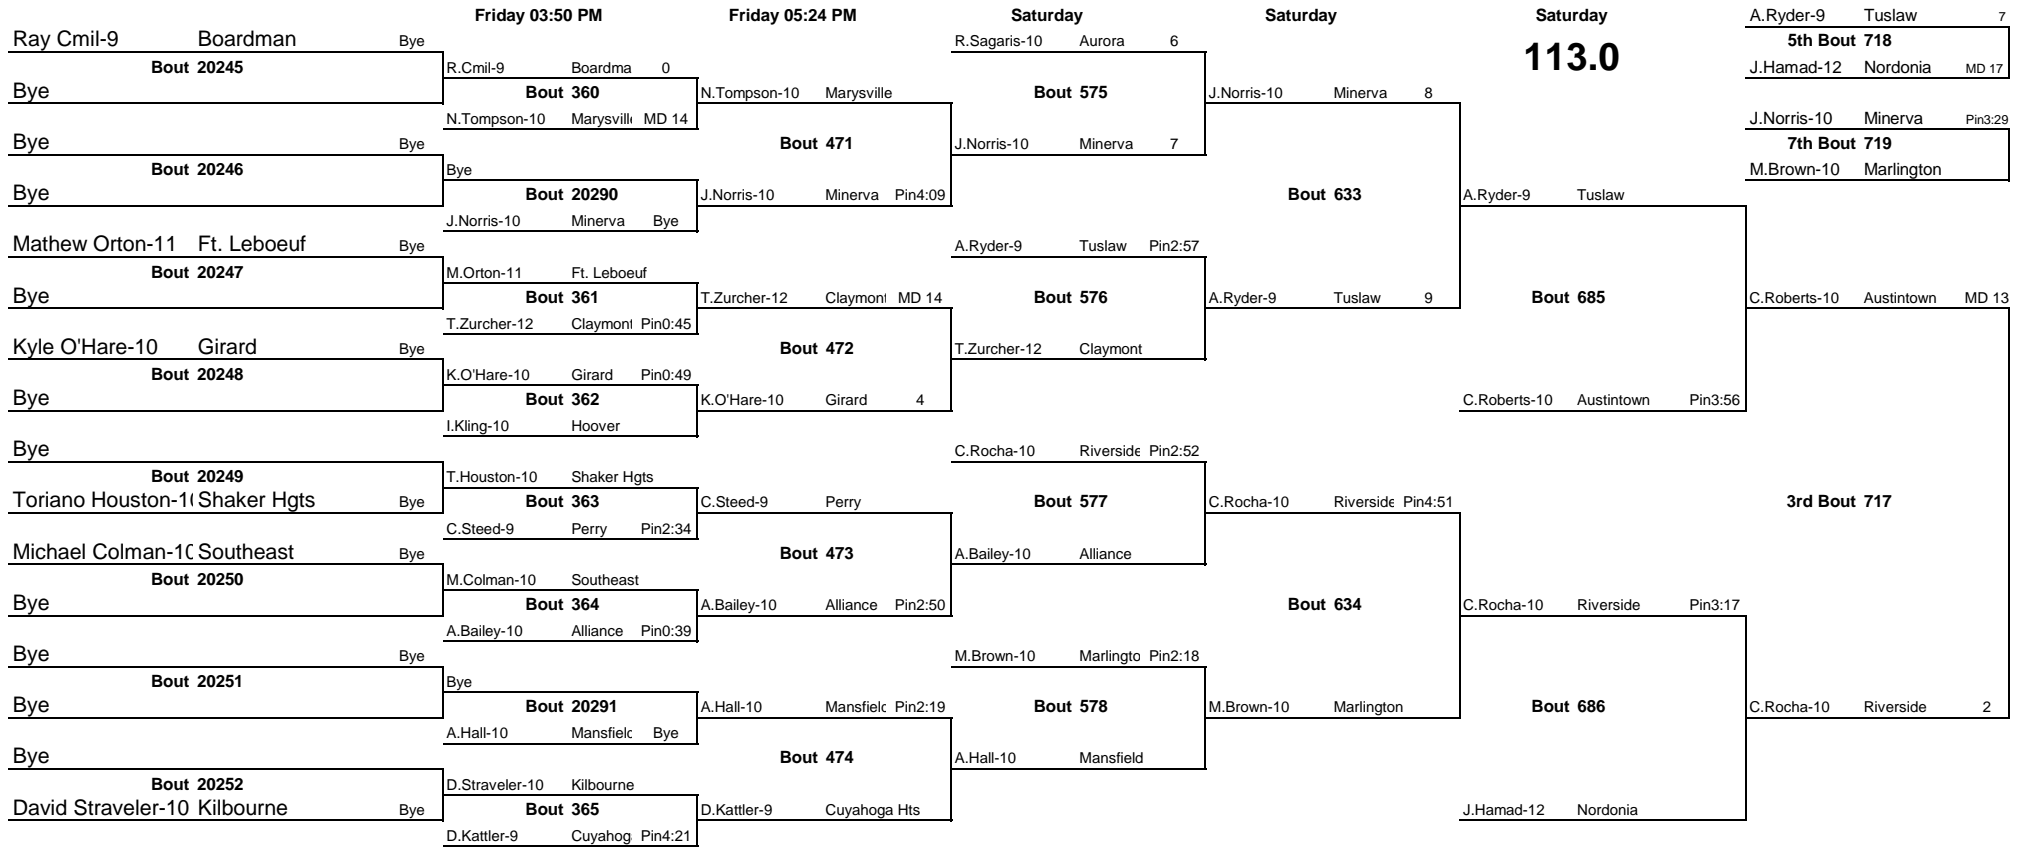 Friday 03:50 PM Friday 05:24 PM Saturday Saturday Saturday
113.0
Ray Cmil-9 Boardman Bye
Bout 20245
Bye
Bye Bye
Bout 20246
Bye
Mathew Orton-11 Ft. Leboeuf Bye
Bout 20247
Bye
Kyle O'Hare-10 Girard Bye
Bout 20248
Bye
Bye
Bout 20249
Toriano Houston-1( Shaker Hgts Bye
Michael Colman-1C Southeast Bye
Bout 20250
Bye
Bye Bye
Bout 20251
Bye
Bye
Bout 20252
David Straveler-10 Kilbourne Bye
R.Cmil-9 Boardma 0
Bout 360
N.Tompson-10 Marysville MD 14
Bye
Bout 20290
J.Norris-10 Minerva Bye
M.Orton-11 Ft. Leboeuf
Bout 361
T.Zurcher-12 Claymont Pin0:45
K.O'Hare-10 Girard Pin0:49
Bout 362
I.Kling-10 Hoover
T.Houston-10 Shaker Hgts
Bout 363
C.Steed-9 Perry Pin2:34
M.Colman-10 Southeast
Bout 364
A.Bailey-10 Alliance Pin0:39
Bye
Bout 20291
A.Hall-10 Mansfielc Bye
D.Straveler-10 Kilbourne
Bout 365
D.Kattler-9 Cuyahog Pin4:21
N.Tompson-10 Marysville
Bout 471
J.Norris-10 Minerva Pin4:09
T.Zurcher-12 Claymont MD 14
Bout 472
K.O'Hare-10 Girard 4
C.Steed-9 Perry
Bout 473
A.Bailey-10 Alliance Pin2:50
A.Hall-10 Mansfielc Pin2:19
Bout 474
D.Kattler-9 Cuyahoga Hts
R.Sagaris-10 Aurora 6
Bout 575
J.Norris-10 Minerva 7
A.Ryder-9 Tuslaw Pin2:57
Bout 576
T.Zurcher-12 Claymont
C.Rocha-10 Riverside Pin2:52
Bout 577
A.Bailey-10 Alliance
M.Brown-10 Marlingto Pin2:18
Bout 578
A.Hall-10 Mansfield
J.Norris-10 Minerva 8
Bout 633
A.Ryder-9 Tuslaw 9
C.Rocha-10 Riverside Pin4:51
Bout 634
M.Brown-10 Marlington
A.Ryder-9 Tuslaw
Bout 685
C.Roberts-10 Austintown Pin3:56
C.Rocha-10 Riverside Pin3:17
Bout 686
J.Hamad-12 Nordonia
A.Ryder-9 Tuslaw 7
5th Bout 718
J.Hamad-12 Nordonia MD 17
J.Norris-10 Minerva Pin3:29
7th Bout 719
M.Brown-10 Marlington
C.Roberts-10 Austintown MD 13
3rd Bout 717
C.Rocha-10 Riverside 2